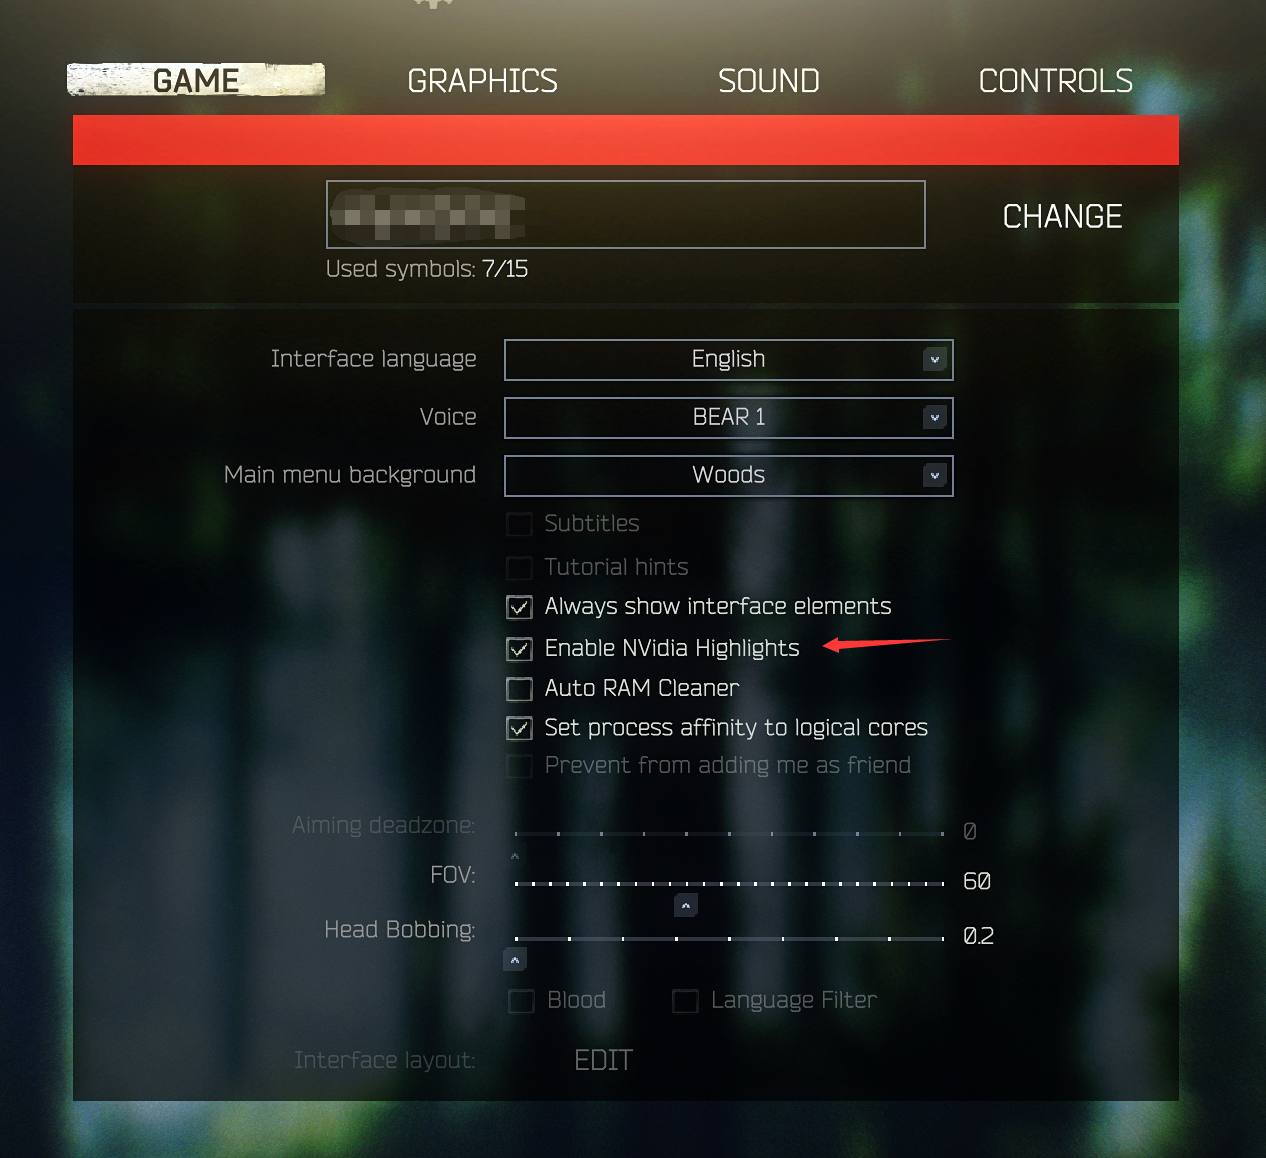 GAME GRAPHICS SOUND CONTROLS
CHANGE
Used symbols: 7/15
Interface language English
Voice BEAR 1
Main menu background Woods
Subtitles
Tutorial hints
Always show interface elements
Enable NVidia Highlights
Auto RAM Cleaner
Set process affinity to logical cores
Prevent from adding me as friend
Aiming deadzone: 0
FOV: 60
Head Bobbing: 0.2
Blood Language Filter
Interface layout: EDIT